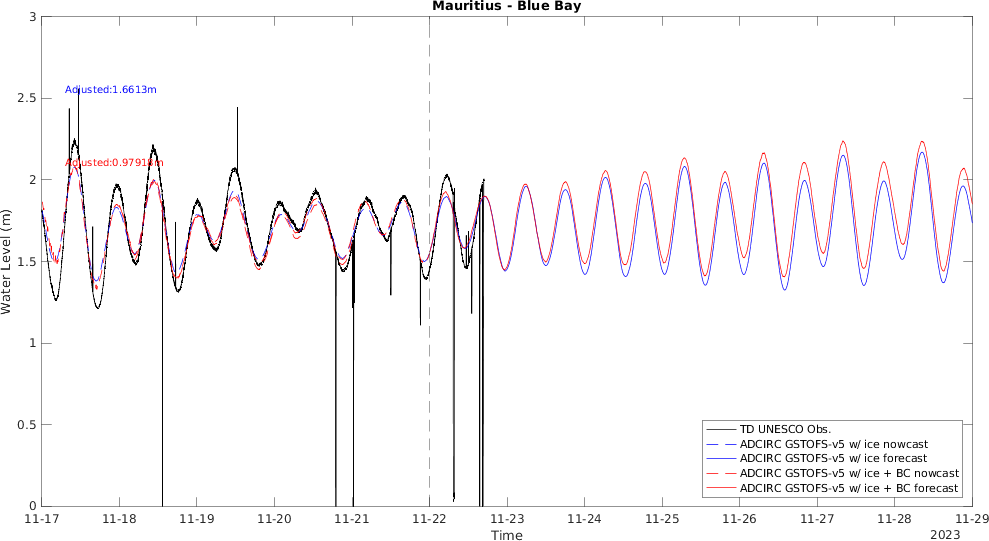 Mauritius - Blue Bay
Water Level (m)
3
2.5
2
1.5
1
0.5
0
Adjusted:1.6613m
Adjusted:0.97918m
TD UNESCO Obs.
ADCIRC GSTOFS-v5 w/ ice nowcast
ADCIRC GSTOFS-v5 w/ ice forecast
ADCIRC GSTOFS-v5 w/ ice + BC nowcast
ADCIRC GSTOFS-v5 w/ ice + BC forecast
11-17 11-18 11-19 11-20 11-21 11-22 11-23 11-24 11-25 11-26 11-27 11-28 11-29
Time
2023